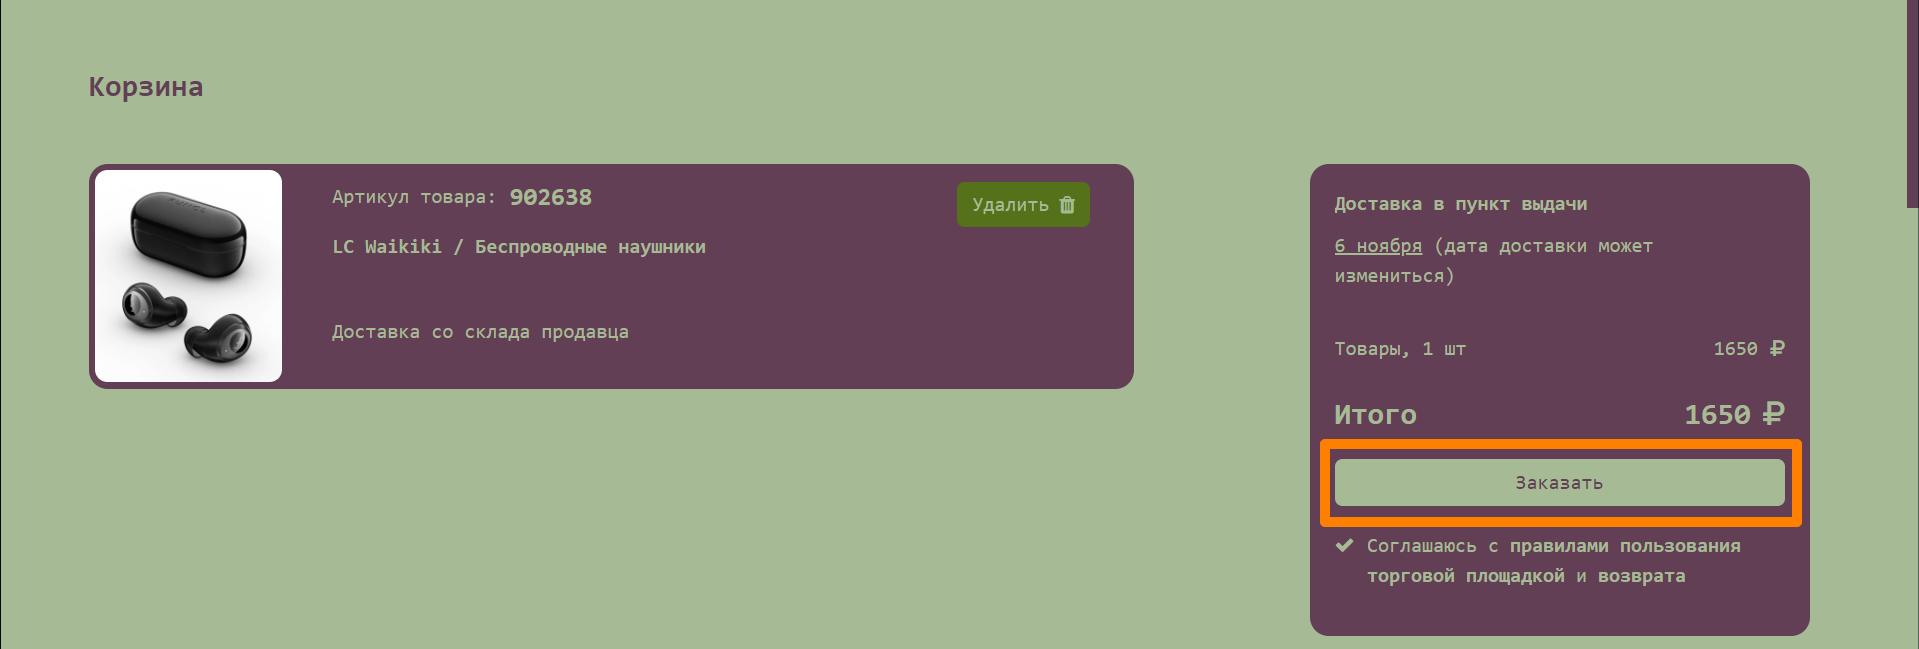 Корзина
Артикул товара: 902638
Удалить
LC Waikiki / Беспроводные наушники
Доставка со склада продавца
Доставка в пункт выдачи
6 ноября (дата доставки может
измениться)
Товары, 1 шт 1650 ₽
Итого 1650 ₽
Заказать
Соглашаюсь с правилами пользования
торговой площадкой и возврата